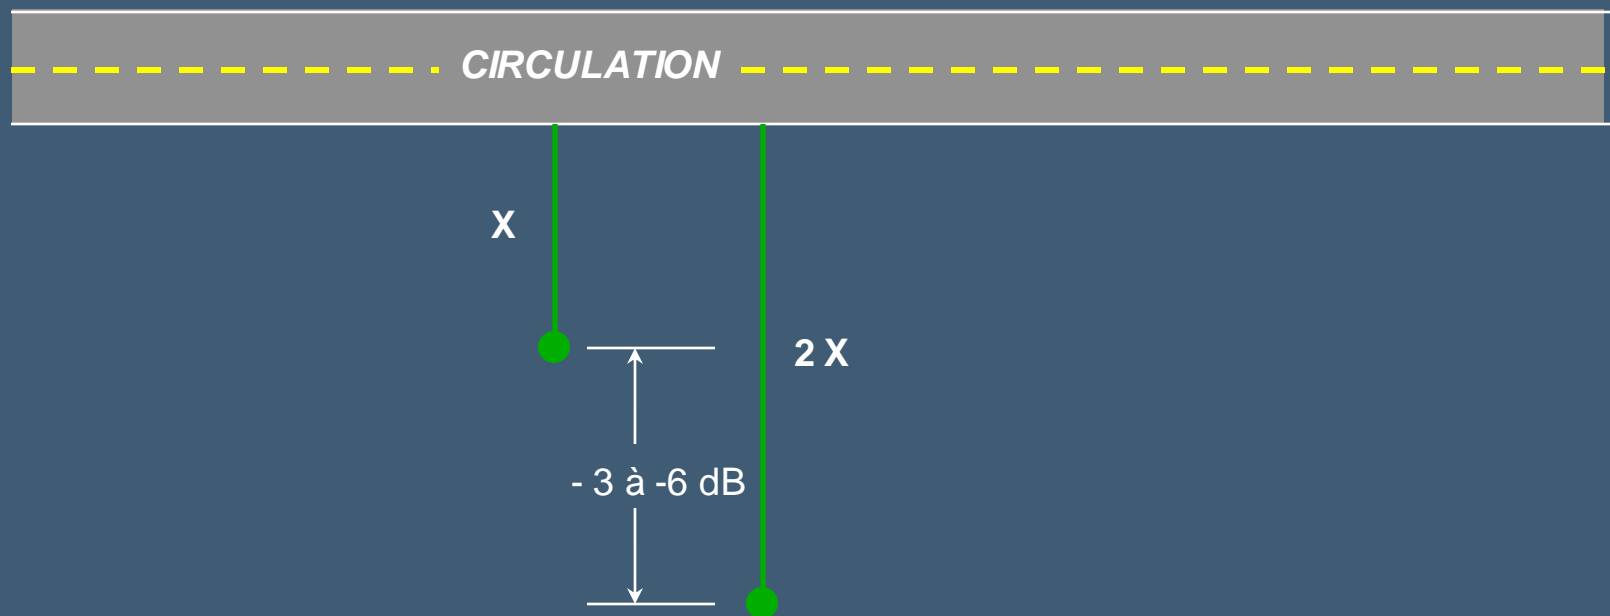 CIRCULATION
X
2 X
- 3 à -6 dB